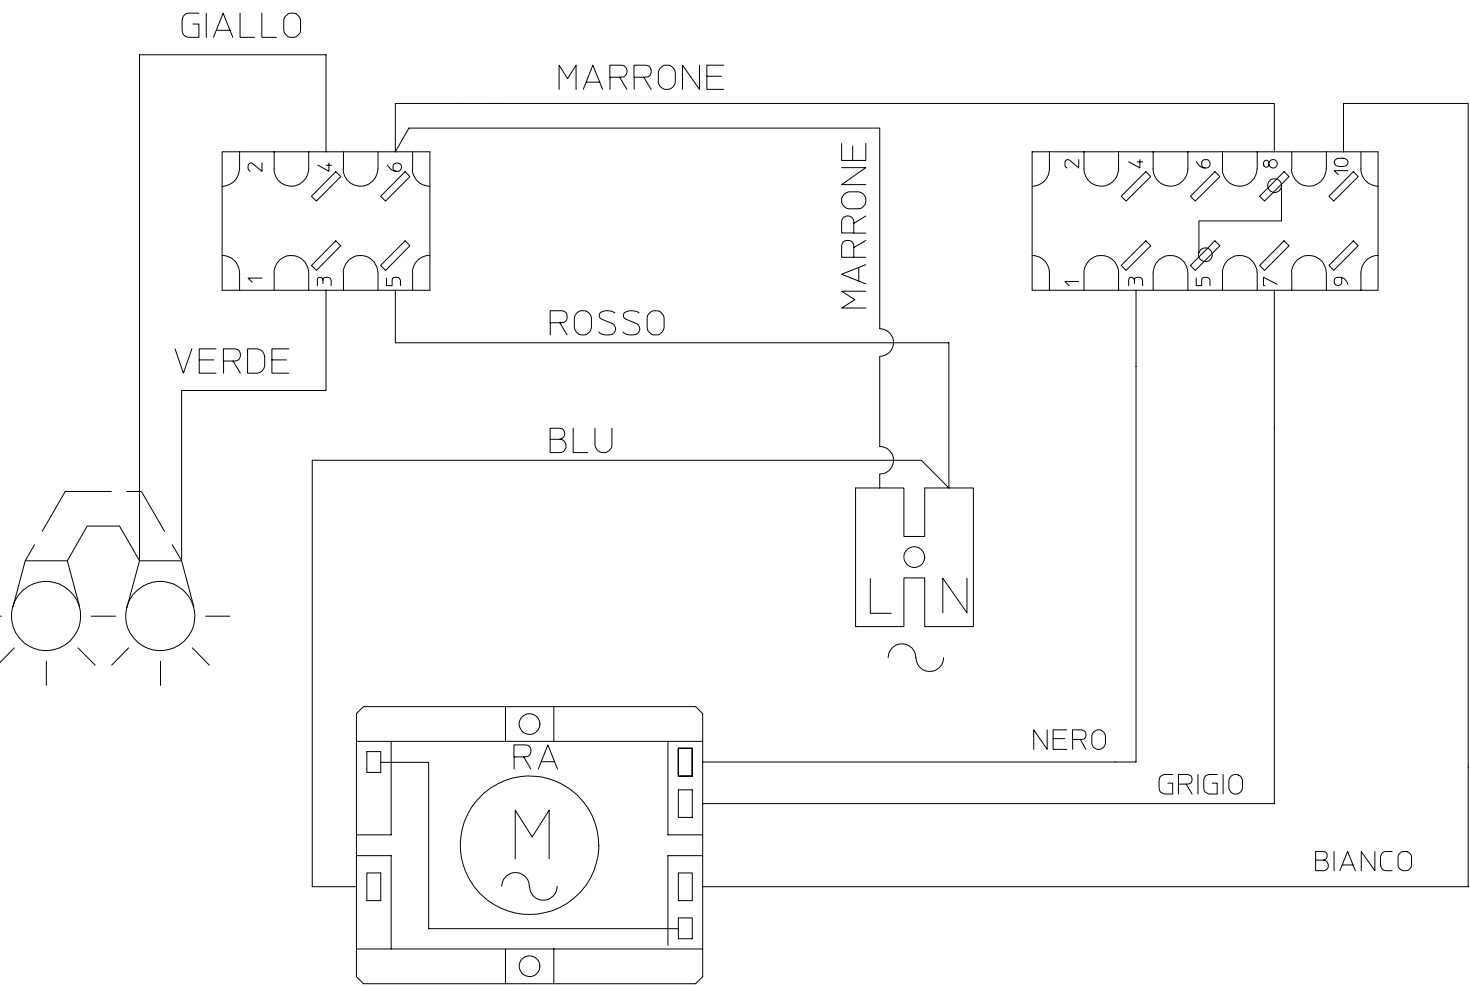 GIALLO
MARRONE
2 4 6
1 3 5
MARRONE
2 4 6 8 10
1 3 5 7 9
ROSSO
VERDE
BLU
L N
NERO
RA
GRIGIO
M
BIANCO